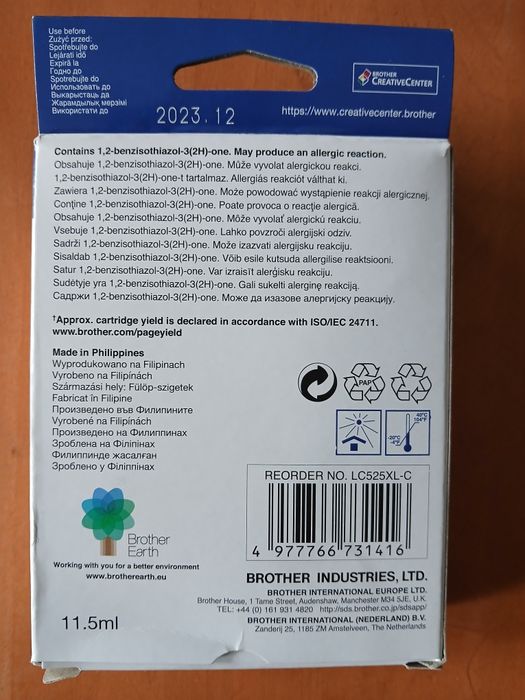 Use before
Zużyć przed:
Spotřebujte do
Lejárati idő
Expiră la
Годно до
Spotrebujte do
Использовать до
Выкарыстаць да
Жарамдылық мерзімі
Використати до
2023.12
BROTHER
CREATIVECENTER
https://www.creativecenter.brother
Contains 1,2-benzisothiazol-3(2H)-one. May produce an allergic reaction.
Obsahuje 1,2-benzisothiazol-3(2H)-one. Může vyvolat alergickou reakci.
1,2-benzisothiazol-3(2H)-one-t tartalmaz. Allergiás reakciót válthat ki.
Zawiera 1,2-benzisothiazol-3(2H)-one. Może powodować wystąpienie reakcji alergicznej.
Conţine 1,2-benzisothiazol-3(2H)-one. Poate provoca o reacţie alergică.
Obsahuje 1,2-benzisothiazol-3(2H)-one. Môže vyvolať alergickú reakciu.
Vsebuje 1,2-benzisothiazol-3(2H)-one. Lahko povzroči alergijski odziv.
Sadrži 1,2-benzisothiazol-3(2H)-one. Može izazvati alergijsku reakciju.
Sisaldab 1,2-benzisothiazol-3(2H)-one. Võib esile kutsuda allergilise reaktsiooni.
Satur 1,2-benzisothiazol-3(2H)-one. Var izraisīt alerģisku reakciju.
Sudėtyje yra 1,2-benzisothiazol-3(2H)-one. Gali sukelti alerginę reakciją.
Садржи 1,2-benzisothiazol-3(2H)-one. Може да изазове алергијску реакцију.
†Approx. cartridge yield is declared in accordance with ISO/IEC 24711.
www.brother.com/pageyield
Made in Philippines
Wyprodukowano na Filipinach
Vyrobeno na Filipínách
Származási hely: Fülöp-szigetek
Fabricat în Filipine
Произведено във Филипините
Vyrobené na Filipínach
Произведено на Филиппинах
Зроблена на Філіпінах
Филиппинде жасалған
Зроблено у Філіппінах
PAP
40°C
104°F
-20°C
-4°F
REORDER NO. LC525XL-C
4 977766 731416
Brother
Earth
Working with you for a better environment
www.brotherearth.eu
BROTHER INDUSTRIES, LTD.
BROTHER INTERNATIONAL EUROPE LTD.
Brother House, 1 Tame Street, Audenshaw, Manchester M34 5JE, U.K.
TEL: +44 (0) 161 931 4820 http://sds.brother.co.jp/sdsapp/
BROTHER INTERNATIONAL (NEDERLAND) B.V.
Zanderij 25, 1185 ZM Amstelveen, The Netherlands
11.5ml